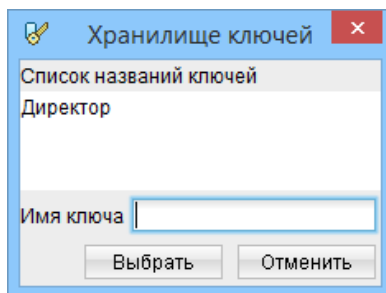 Хранилище ключей
Список названий ключей
Директор
Имя ключа
Выбрать Отменить